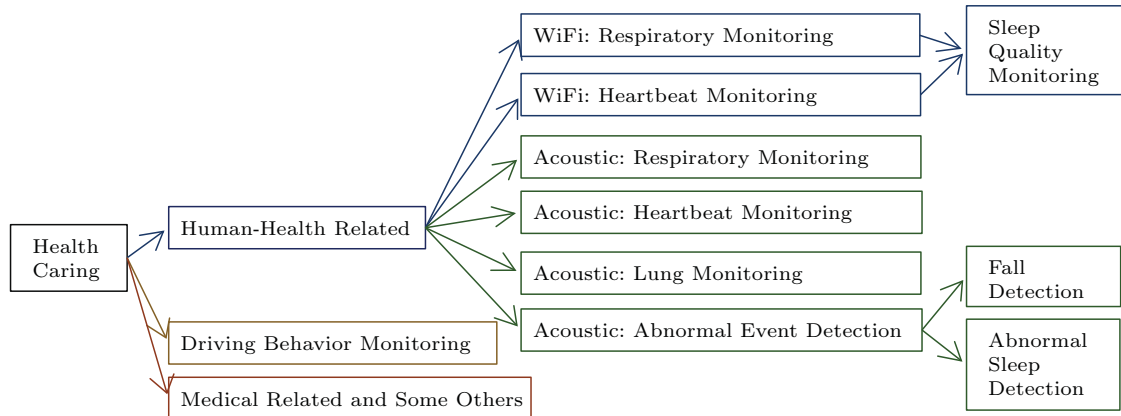 Health
Caring
Human-Health Related
Driving Behavior Monitoring
Medical Related and Some Others
WiFi: Respiratory Monitoring
WiFi: Heartbeat Monitoring
Acoustic: Respiratory Monitoring
Acoustic: Heartbeat Monitoring
Acoustic: Lung Monitoring
Acoustic: Abnormal Event Detection
Sleep
Quality
Monitoring
Fall
Detection
Abnormal
Sleep
Detection